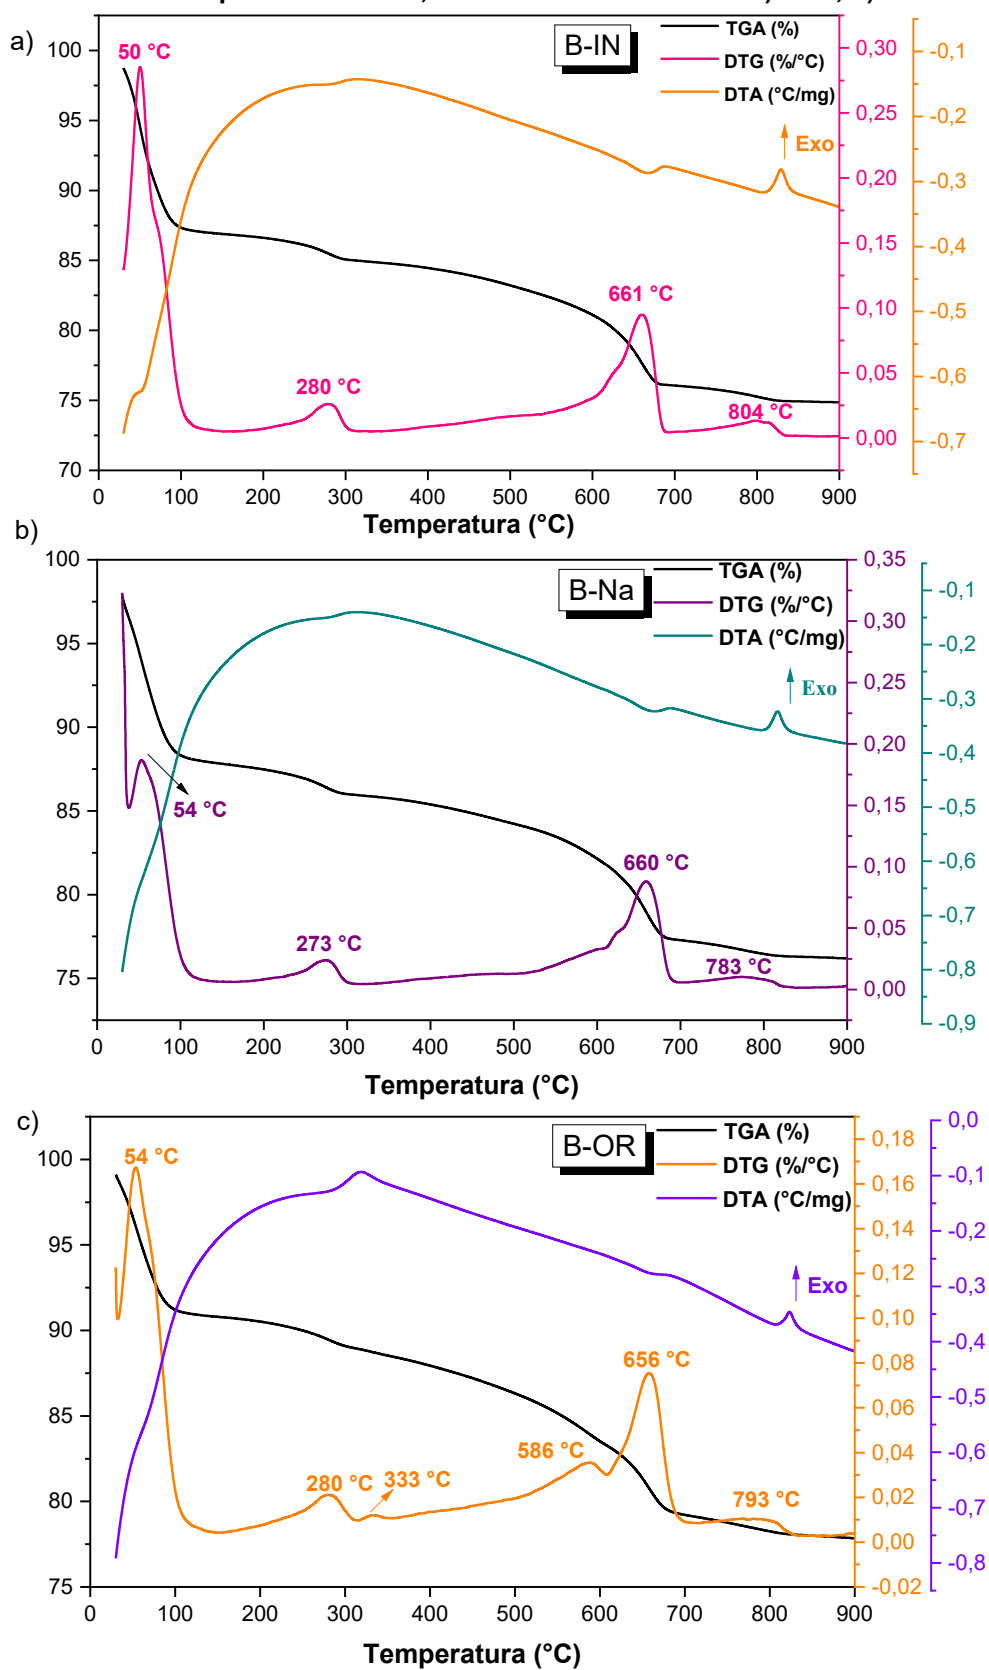 a)
B-IN
TGA (%)
DTG (%/°C)
DTA (°C/mg)
Exo
50 °C
280 °C
661 °C
804 °C
100
95
90
85
80
75
70
0 100 200 300 400 500 600 700 800 900
Temperatura (°C)
0,30
0,25
0,20
0,15
0,10
0,05
0,00
-0,1
-0,2
-0,3
-0,4
-0,5
-0,6
-0,7
b)
B-Na
TGA (%)
DTG (%/°C)
DTA (°C/mg)
Exo
54 °C
273 °C
660 °C
783 °C
100
95
90
85
80
75
0 100 200 300 400 500 600 700 800 900
Temperatura (°C)
0,35
0,30
0,25
0,20
0,15
0,10
0,05
0,00
-0,1
-0,2
-0,3
-0,4
-0,5
-0,6
-0,7
-0,8
-0,9
c)
B-OR
TGA (%)
DTG (%/°C)
DTA (°C/mg)
Exo
54 °C
280 °C
333 °C
586 °C
656 °C
793 °C
100
95
90
85
80
75
0 100 200 300 400 500 600 700 800 900
Temperatura (°C)
0,18
0,16
0,14
0,12
0,10
0,08
0,06
0,04
0,02
0,00
-0,02
0,0
-0,1
-0,2
-0,3
-0,4
-0,5
-0,6
-0,7
-0,8